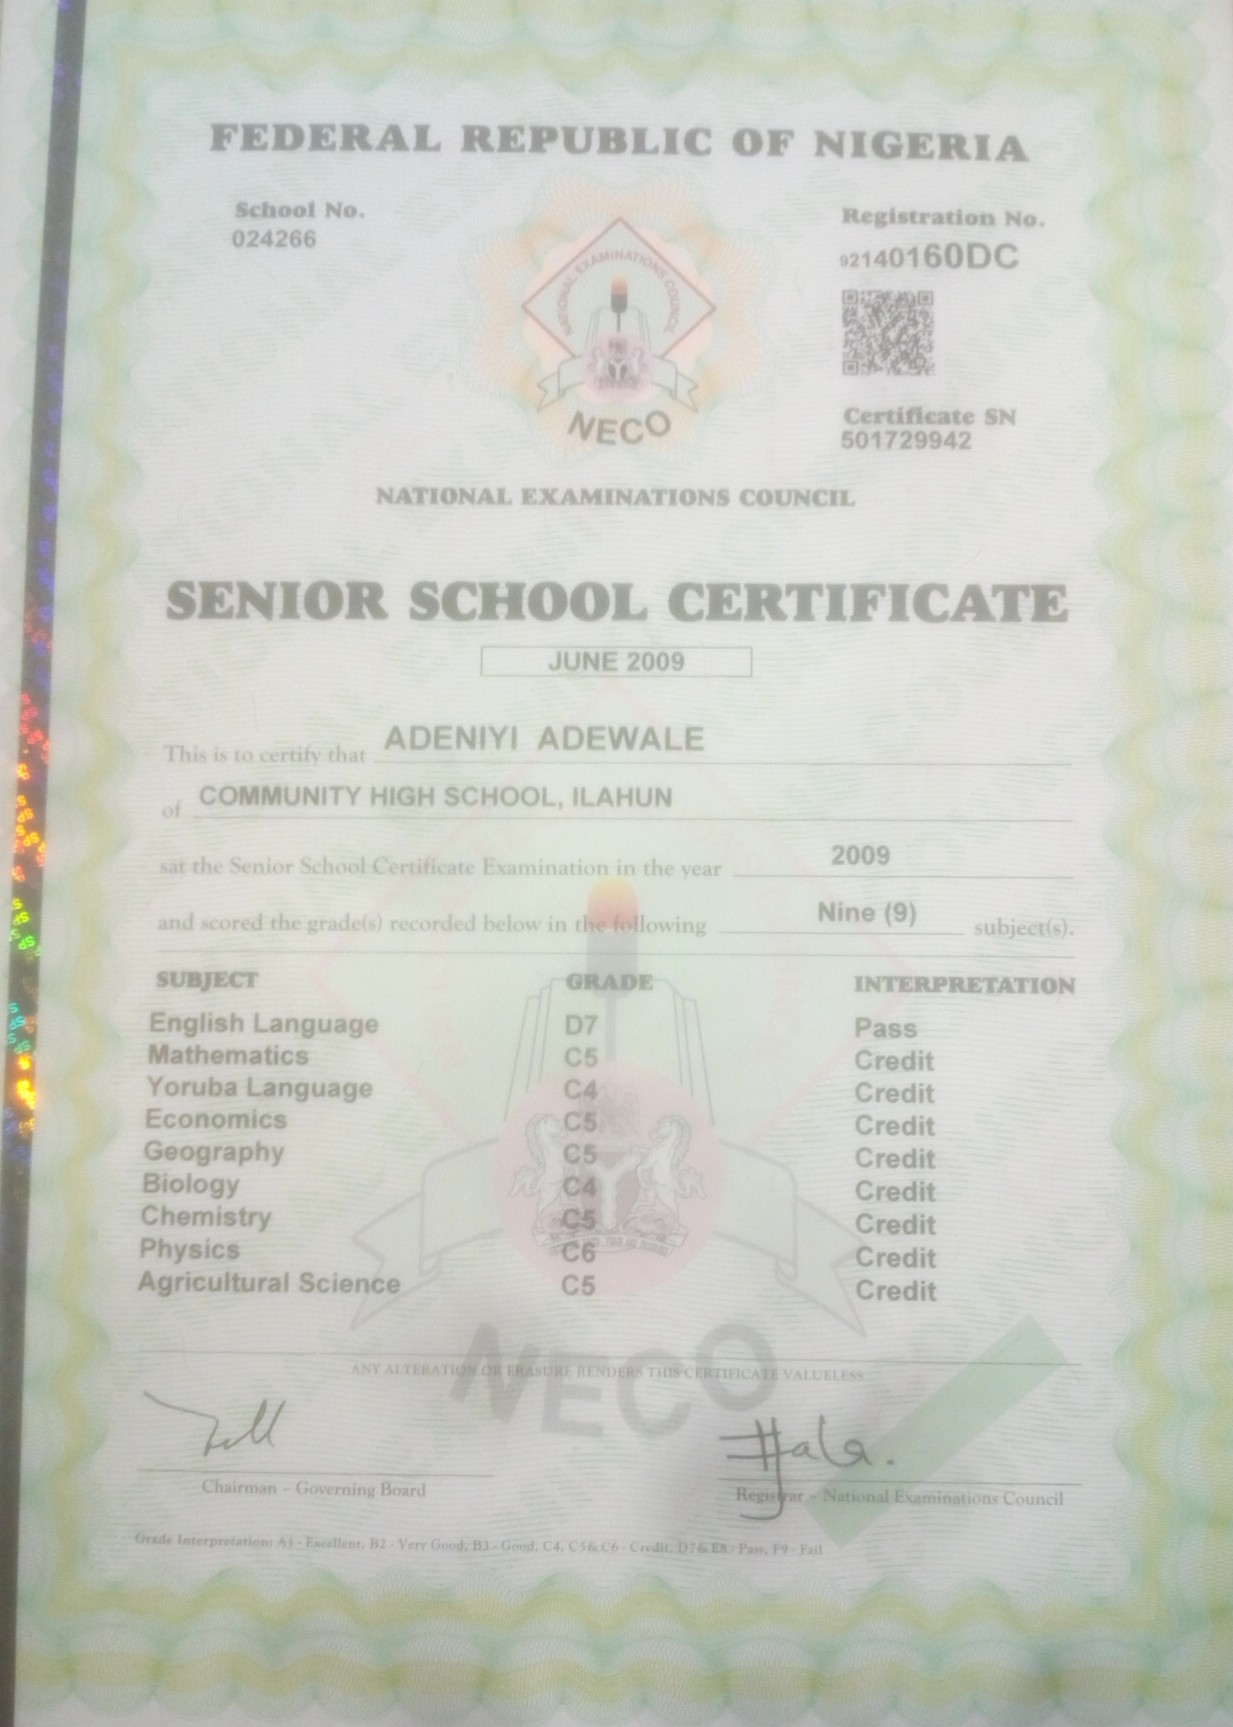 FEDERAL REPUBLIC OF NIGERIA
School No.
024266
Registration No.
92140160DC
NATIONAL EXAMINATIONS COUNCIL
NECO
Certificate SN
501729942
NATIONAL EXAMINATIONS COUNCIL
SENIOR SCHOOL CERTIFICATE
JUNE 2009
This is to certify that ADENIYI ADEWALE
of COMMUNITY HIGH SCHOOL, ILAHUN
sat the Senior School Certificate Examination in the year 2009
and scored the grade(s) recorded below in the following Nine (9) subject(s).
SUBJECT GRADE INTERPRETATION
English Language D7 Pass
Mathematics C5 Credit
Yoruba Language C4 Credit
Economics C5 Credit
Geography C5 Credit
Biology C4 Credit
Chemistry C5 Credit
Physics C6 Credit
Agricultural Science C5 Credit
NECO
ANY ALTERATION OR ERASURE RENDERS THIS CERTIFICATE VALUELESS
Chairman – Governing Board
Registrar – National Examinations Council
Grade Interpretation: A1 - Excellent, B2 - Very Good, B3 - Good, C4, C5 & C6 - Credit, D7 & E8 - Pass, F9 - Fail